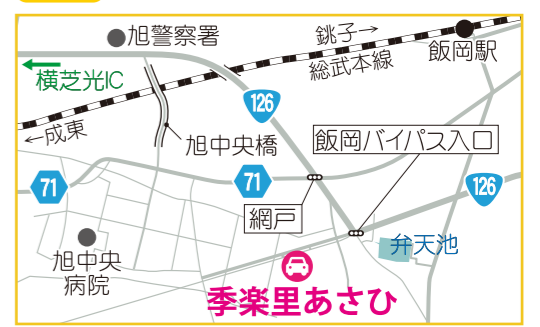 旭警察署
銚子→
飯岡駅
総武本線
横芝光IC
126
←成東
旭中央橋
飯岡バイパス入口
71
71
126
網戸
弁天池
旭中央
病院
季楽里あさひ